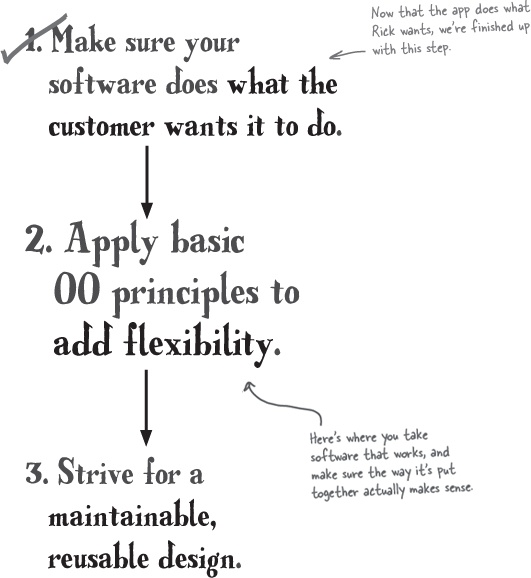 Now that the app does what
Rick wants, we're finished up
with this step.
1. Make sure your
software does what the
customer wants it to do.
2. Apply basic
OO principles to
add flexibility.
Here's where you take
software that works, and
make sure the way it's put
together actually makes sense.
3. Strive for a
maintainable,
reusable design.